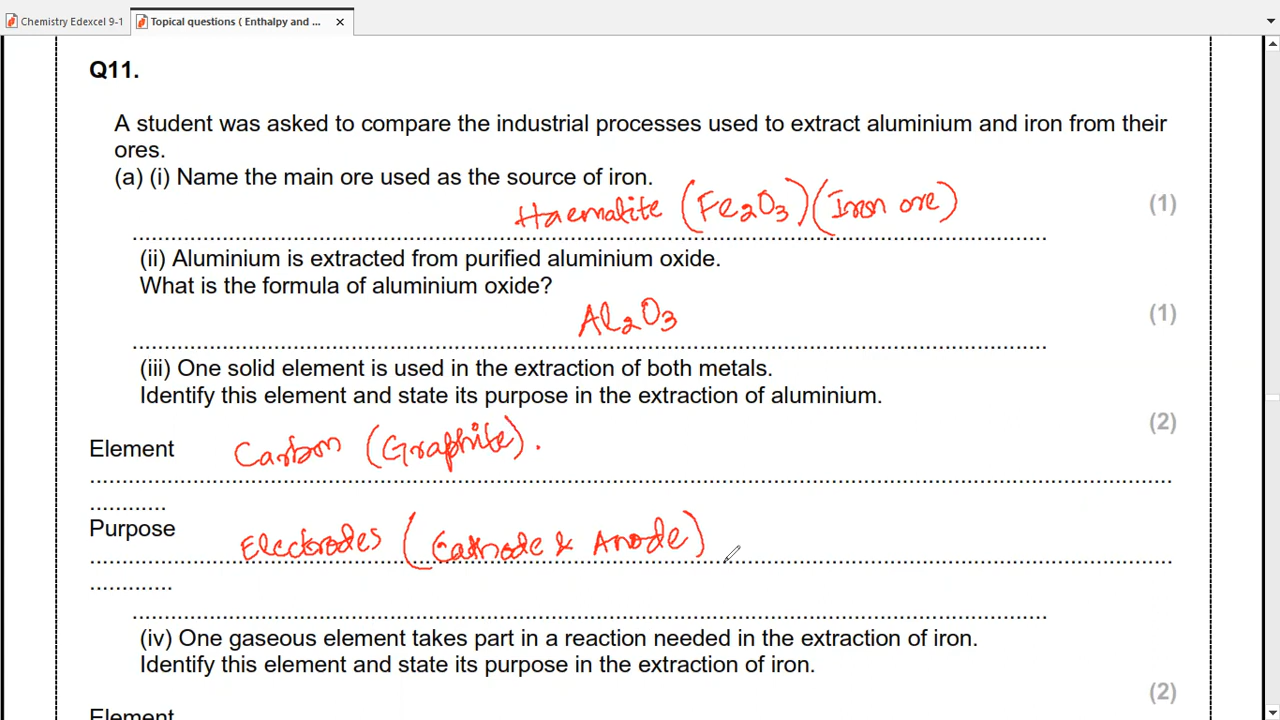 Chemistry Edexcel 9-1
Topical questions ( Enthalpy and ...
Q11.
A student was asked to compare the industrial processes used to extract aluminium and iron from their
ores.
(a) (i) Name the main ore used as the source of iron.
Haematite (Fe2O3) (Iron ore)
(1)
(ii) Aluminium is extracted from purified aluminium oxide.
What is the formula of aluminium oxide?
Al2O3
(1)
(iii) One solid element is used in the extraction of both metals.
Identify this element and state its purpose in the extraction of aluminium.
(2)
Element Carbon (Graphite).
Purpose Electrodes (Cathode & Anode)
(iv) One gaseous element takes part in a reaction needed in the extraction of iron.
Identify this element and state its purpose in the extraction of iron.
(2)
Element